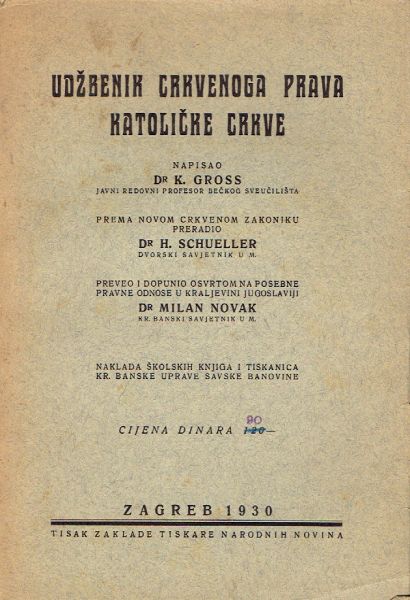 UDŽBENIK CRKVENOGA PRAVA
KATOLIČKE CRKVE
NAPISAO
DR K. GROSS
JAVNI REDOVNI PROFESOR BEČKOG SVEUČILIŠTA
PREMA NOVOM CRKVENOM ZAKONIKU
PRERADIO
DR H. SCHUELLER
DVORSKI SAVJETNIK U M.
PREVEO I DOPUNIO OSVRTOM NA POSEBNE
PRAVNE ODNOSE U KRALJEVINI JUGOSLAVIJI
DR MILAN NOVAK
KR. BANSKI SAVJETNIK U M.
NAKLADA ŠKOLSKIH KNJIGA I TISKANICA
KR. BANSKE UPRAVE SAVSKE BANOVINE
90
CIJENA DINARA 120—
ZAGREB 1930
TISAK ZAKLADE TISKARE NARODNIH NOVINA